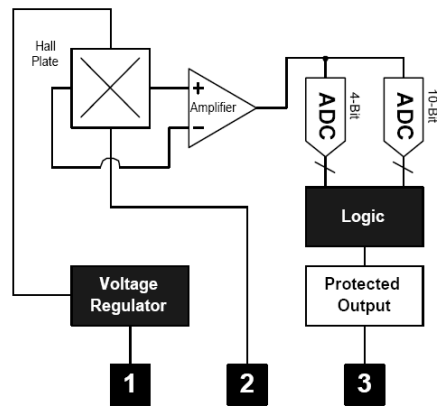 Hall
Plate
+
Amplifier
−
ADC
4-Bit
ADC
10-Bit
Logic
Voltage
Regulator
Protected
Output
1
2
3